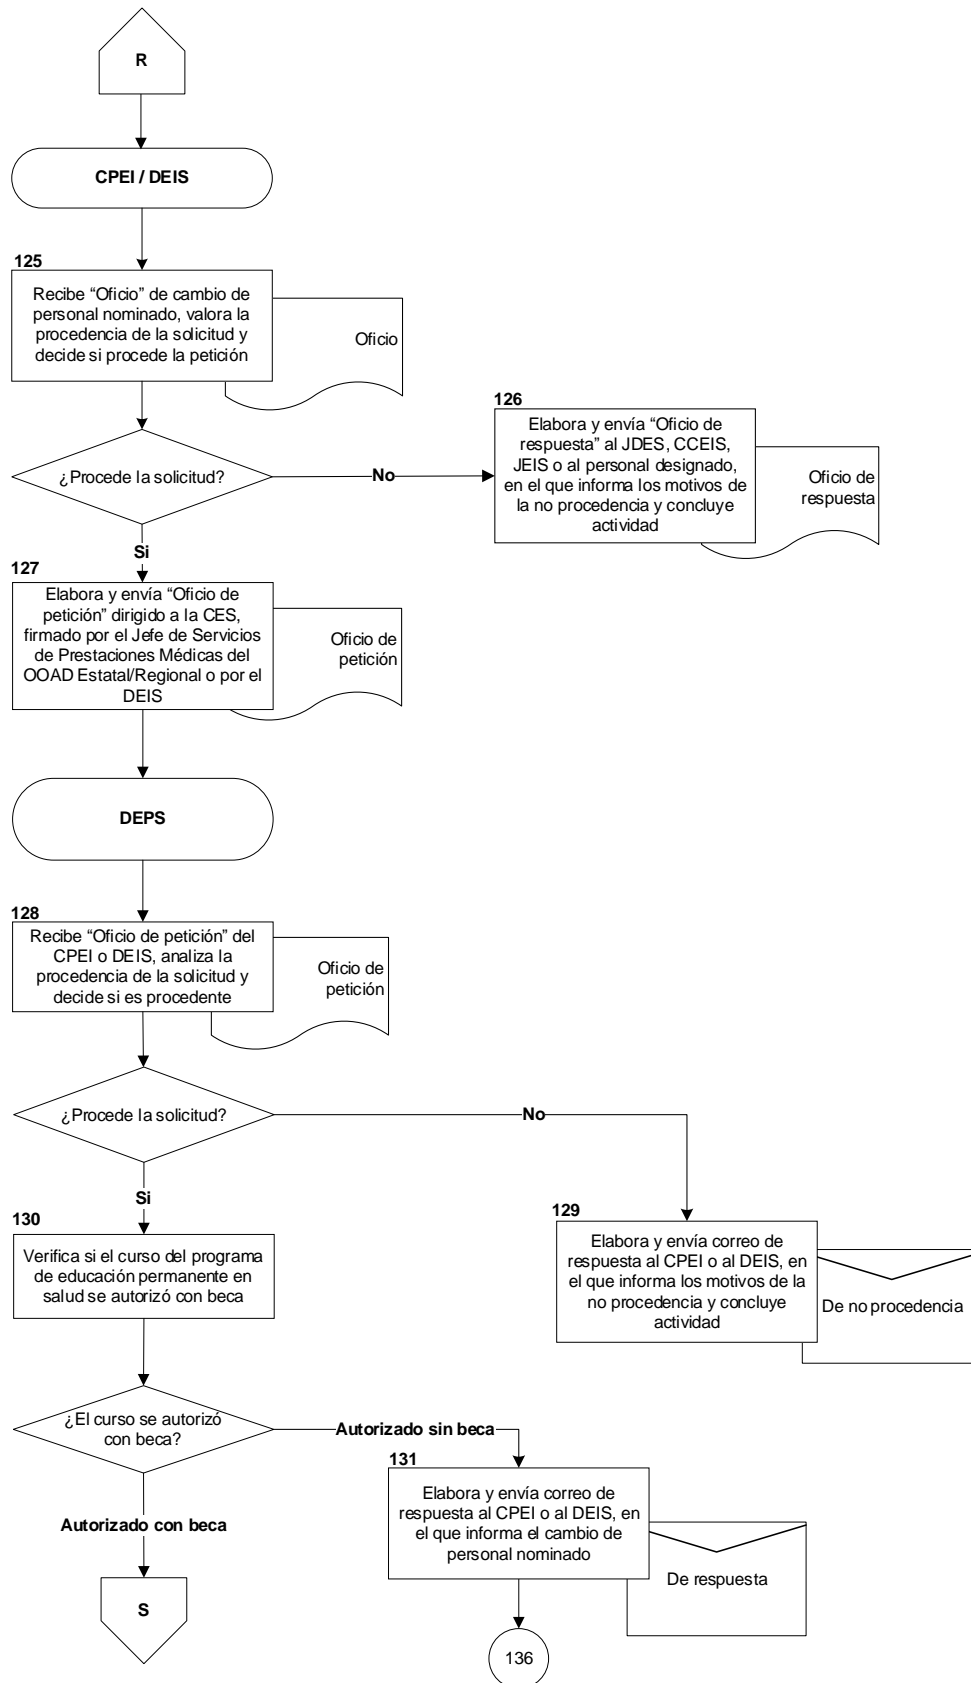 R
CPEI / DEIS
125
Recibe “Oficio” de cambio de
personal nominado, valora la
procedencia de la solicitud y
decide si procede la petición
Oficio
¿Procede la solicitud?
No
126
Elabora y envía “Oficio de
respuesta” al JDES, CCEIS,
JEIS o al personal designado,
en el que informa los motivos de
la no procedencia y concluye
actividad
Oficio de
respuesta
Si
127
Elabora y envía “Oficio de
petición” dirigido a la CES,
firmado por el Jefe de Servicios
de Prestaciones Médicas del
OOAD Estatal/Regional o por el
DEIS
Oficio de
petición
DEPS
128
Recibe “Oficio de petición” del
CPEI o DEIS, analiza la
procedencia de la solicitud y
decide si es procedente
Oficio de
petición
¿Procede la solicitud?
No
Si
129
Elabora y envía correo de
respuesta al CPEI o al DEIS, en
el que informa los motivos de la
no procedencia y concluye
actividad
De no procedencia
130
Verifica si el curso del programa
de educación permanente en
salud se autorizó con beca
¿El curso se autorizó
con beca?
Autorizado sin beca
131
Elabora y envía correo de
respuesta al CPEI o al DEIS, en
el que informa el cambio de
personal nominado
De respuesta
Autorizado con beca
S
136